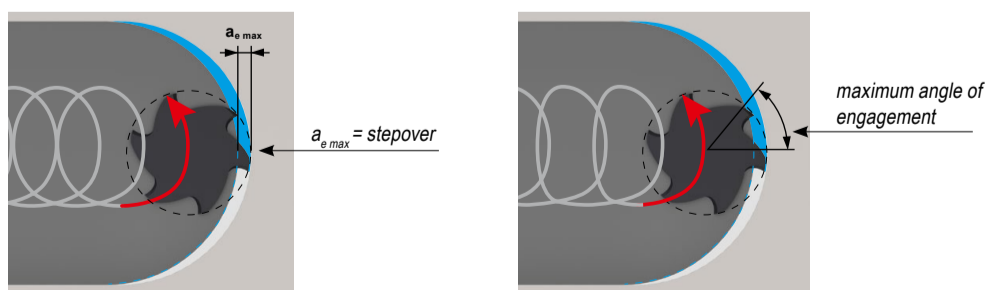 a e max
a e max = stepover
maximum angle of
engagement